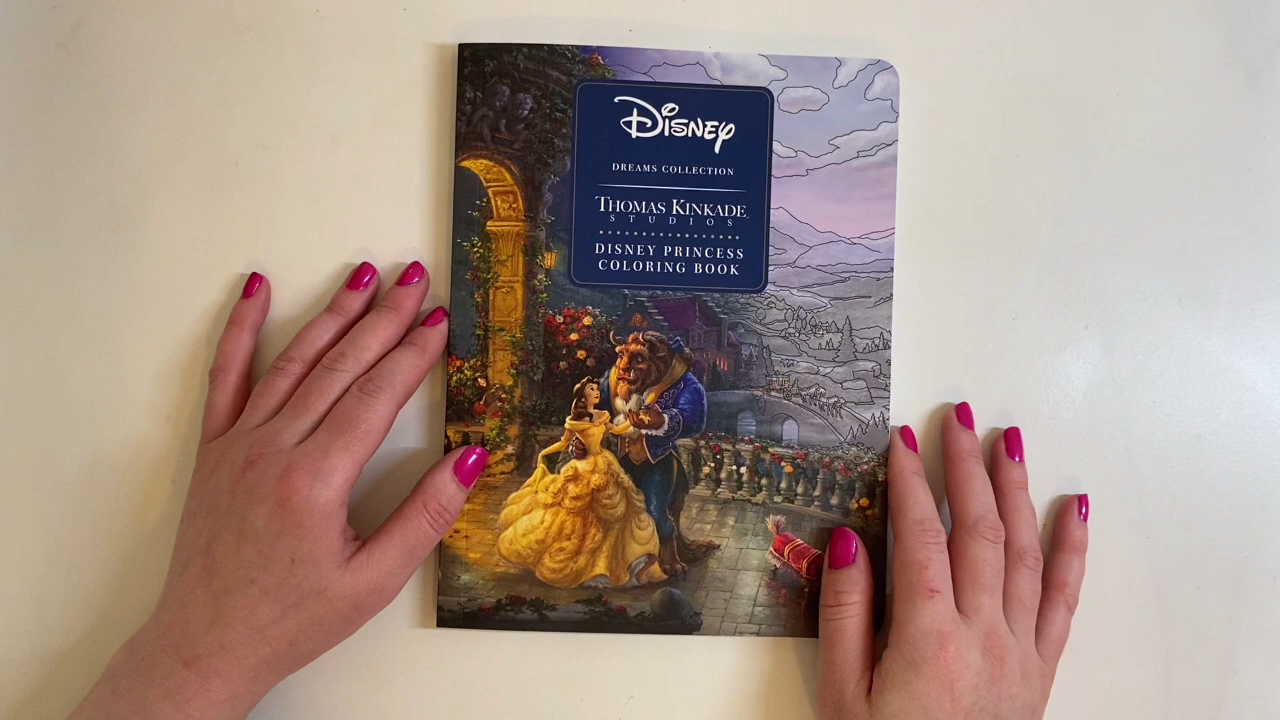 Disney
DREAMS COLLECTION
THOMAS KINKADE
STUDIOS
DISNEY PRINCESS
COLORING BOOK